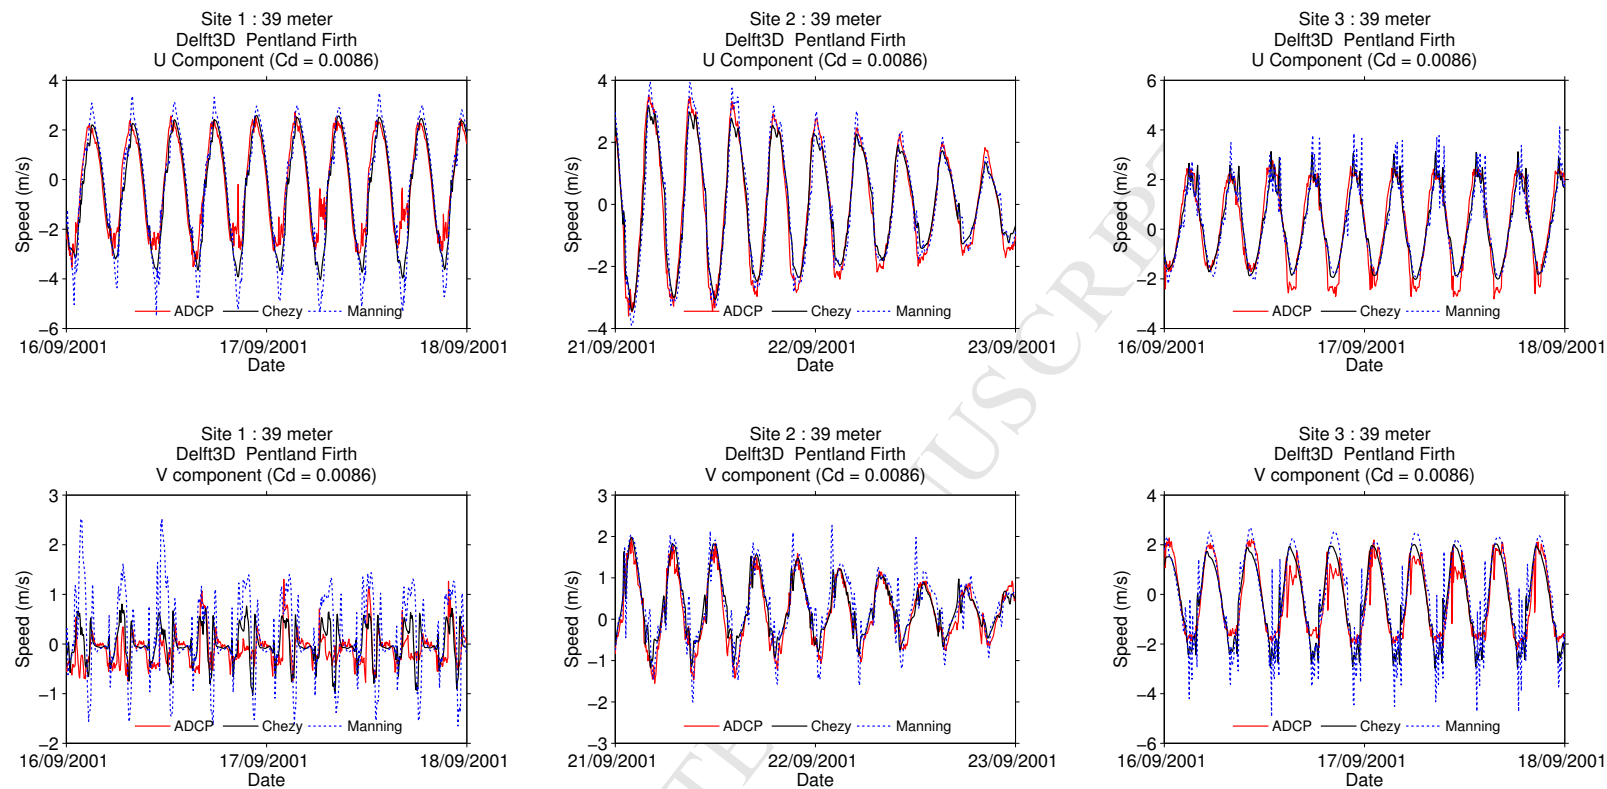 Site 1 : 39 meter
Delft3D  Pentland Firth
U Component (Cd = 0.0086)
4
2
0
−2
−4
−6
Speed (m/s)
ADCP Chezy Manning
16/09/2001 17/09/2001 18/09/2001
Date
Site 2 : 39 meter
Delft3D  Pentland Firth
U Component (Cd = 0.0086)
4
2
0
−2
−4
Speed (m/s)
ADCP Chezy Manning
21/09/2001 22/09/2001 23/09/2001
Date
Site 3 : 39 meter
Delft3D  Pentland Firth
U Component (Cd = 0.0086)
6
4
2
0
−2
−4
Speed (m/s)
ADCP Chezy Manning
16/09/2001 17/09/2001 18/09/2001
Date
Site 1 : 39 meter
Delft3D  Pentland Firth
V component (Cd = 0.0086)
3
2
1
0
−1
−2
Speed (m/s)
ADCP Chezy Manning
16/09/2001 17/09/2001 18/09/2001
Date
Site 2 : 39 meter
Delft3D  Pentland Firth
V component (Cd = 0.0086)
3
2
1
0
−1
−2
−3
Speed (m/s)
ADCP Chezy Manning
21/09/2001 22/09/2001 23/09/2001
Date
Site 3 : 39 meter
Delft3D  Pentland Firth
V component (Cd = 0.0086)
4
2
0
−2
−4
−6
Speed (m/s)
ADCP Chezy Manning
16/09/2001 17/09/2001 18/09/2001
Date